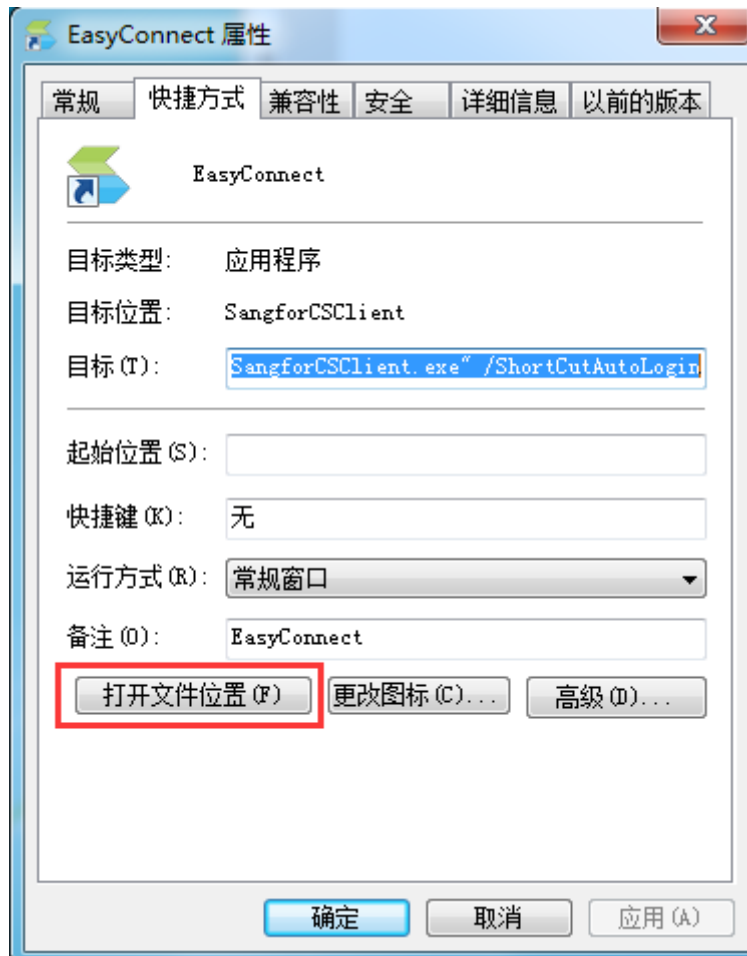 EasyConnect 属性
常规 快捷方式 兼容性 安全 详细信息 以前的版本
EasyConnect
目标类型: 应用程序
目标位置: SangforCSClient
目标(T): SangforCSClient.exe" /ShortCutAutoLogin
起始位置(S):
快捷键(K): 无
运行方式(R): 常规窗口
备注(O): EasyConnect
打开文件位置(F) 更改图标(C)... 高级(D)...
确定 取消 应用(A)